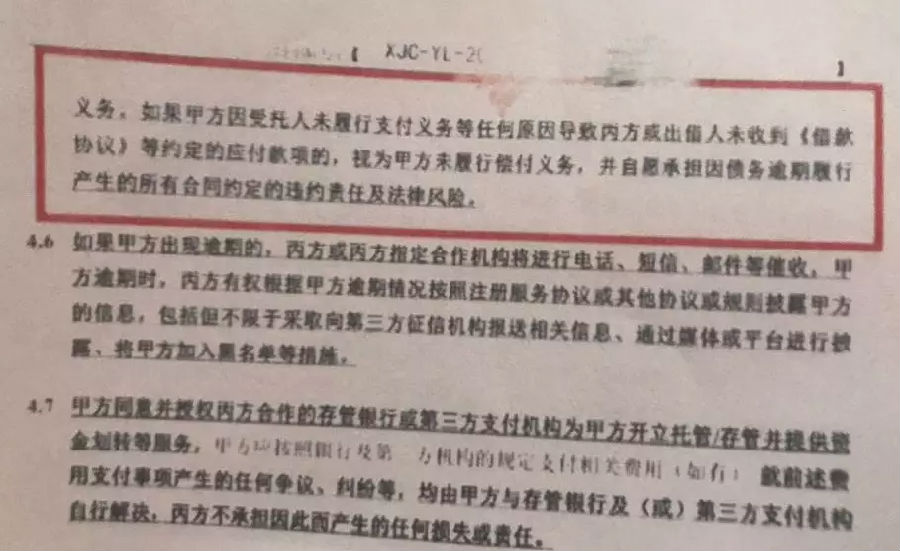 【 XJC-YL-20 】
义务。如果甲方因受托人未履行支付义务等任何原因导致丙方或出借人未收到《借款
协议》等约定的应付款项的，视为甲方未履行偿付义务，并自愿承担因债务逾期履行
产生的所有合同约定的违约责任及法律风险。
4.6 如果甲方出现逾期的，丙方或丙方指定合作机构将进行电话、短信、邮件等催收。甲
方逾期时，丙方有权根据甲方逾期情况按照注册服务协议或其他协议或规则披露甲方
的信息，包括但不限于采取向第三方征信机构报送相关信息、通过媒体或平台进行披
露、将甲方加入黑名单等措施。
4.7 甲方同意并授权丙方合作的存管银行或第三方支付机构为甲方开立托管/存管并提供资
金划转等服务，甲方应按照银行及第三方机构的规定支付相关费用（如有）就前述费
用支付事项产生的任何争议、纠纷等，均由甲方与存管银行及（或）第三方支付机构
自行解决，丙方不承担因此而产生的任何损失或责任。